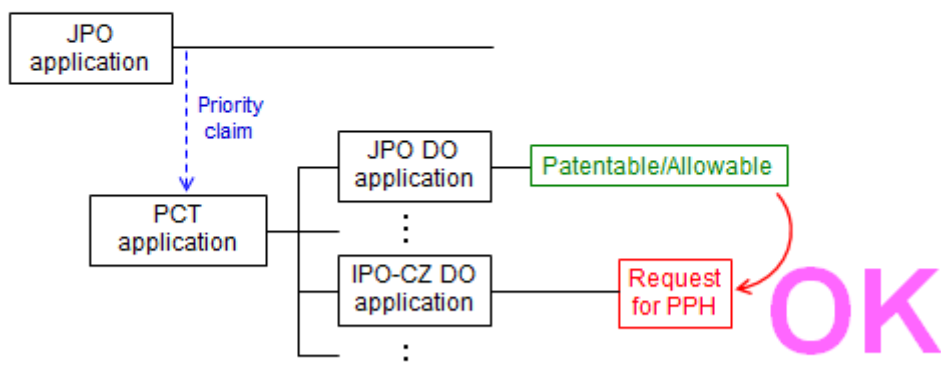 JPO
application
Priority
claim
JPO DO
application
Patentable/Allowable
PCT
application
⋮
IPO-CZ DO
application
Request
for PPH
OK
⋮